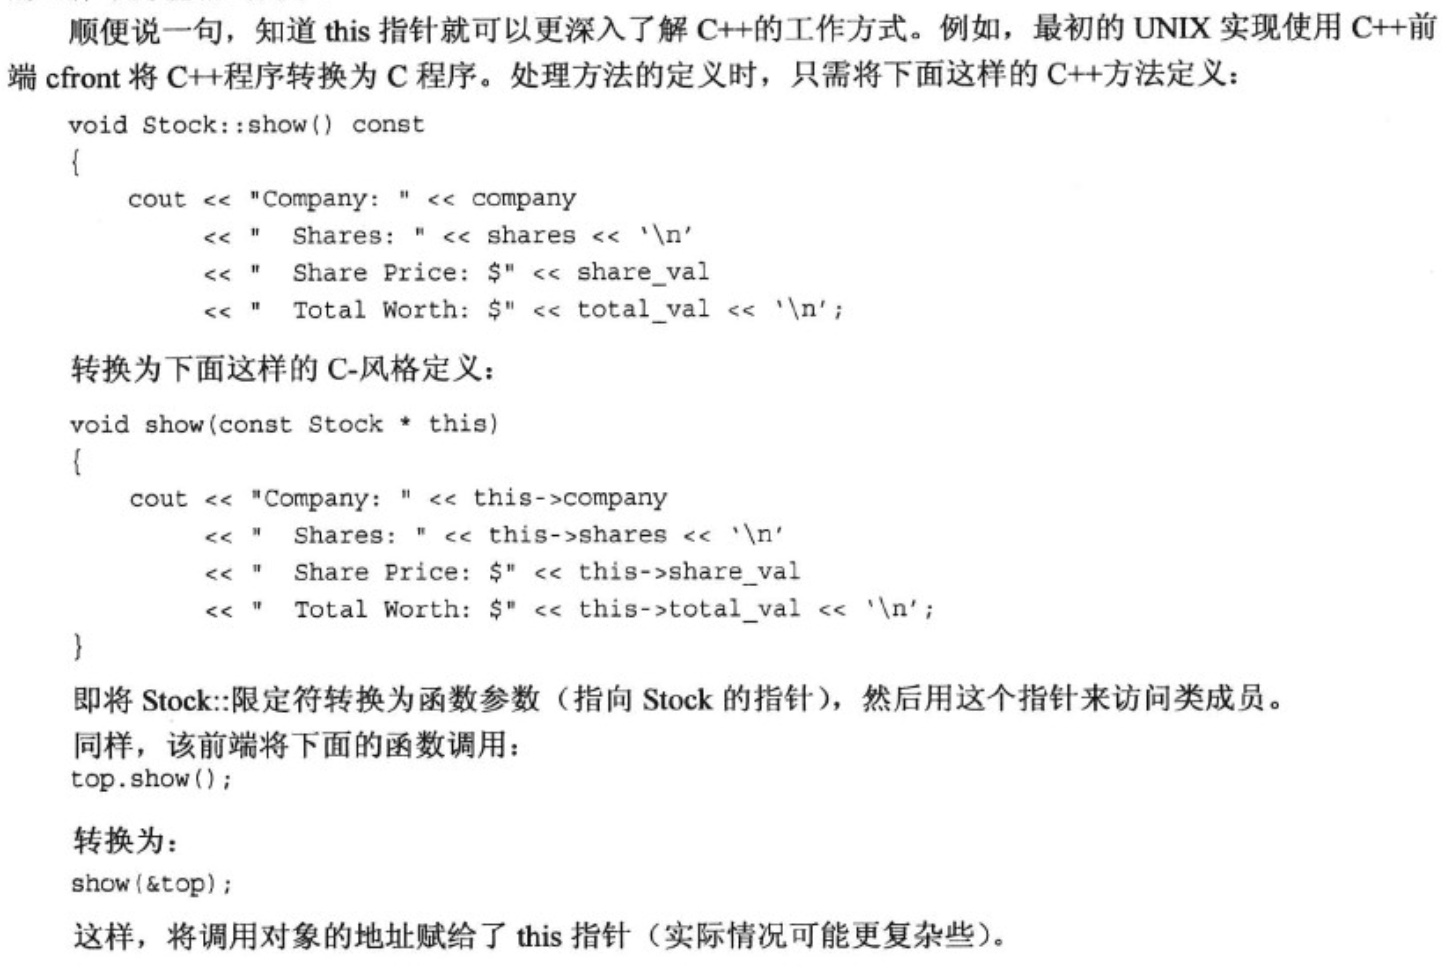 顺便说一句，知道 this 指针就可以更深入了解 C++的工作方式。例如，最初的 UNIX 实现使用 C++前
端 cfront 将 C++程序转换为 C 程序。处理方法的定义时，只需将下面这样的 C++方法定义：
void Stock::show() const
{
    cout << "Company: " << company
         << "  Shares: " << shares << '\n'
         << "  Share Price: $" << share_val
         << "  Total Worth: $" << total_val << '\n';
转换为下面这样的 C-风格定义：
void show(const Stock * this)
{
    cout << "Company: " << this->company
         << "  Shares: " << this->shares << '\n'
         << "  Share Price: $" << this->share_val
         << "  Total Worth: $" << this->total_val << '\n';
}
即将 Stock::限定符转换为函数参数（指向 Stock 的指针），然后用这个指针来访问类成员。
同样，该前端将下面的函数调用：
top.show();
转换为：
show(&top);
这样，将调用对象的地址赋给了 this 指针（实际情况可能更复杂些）。